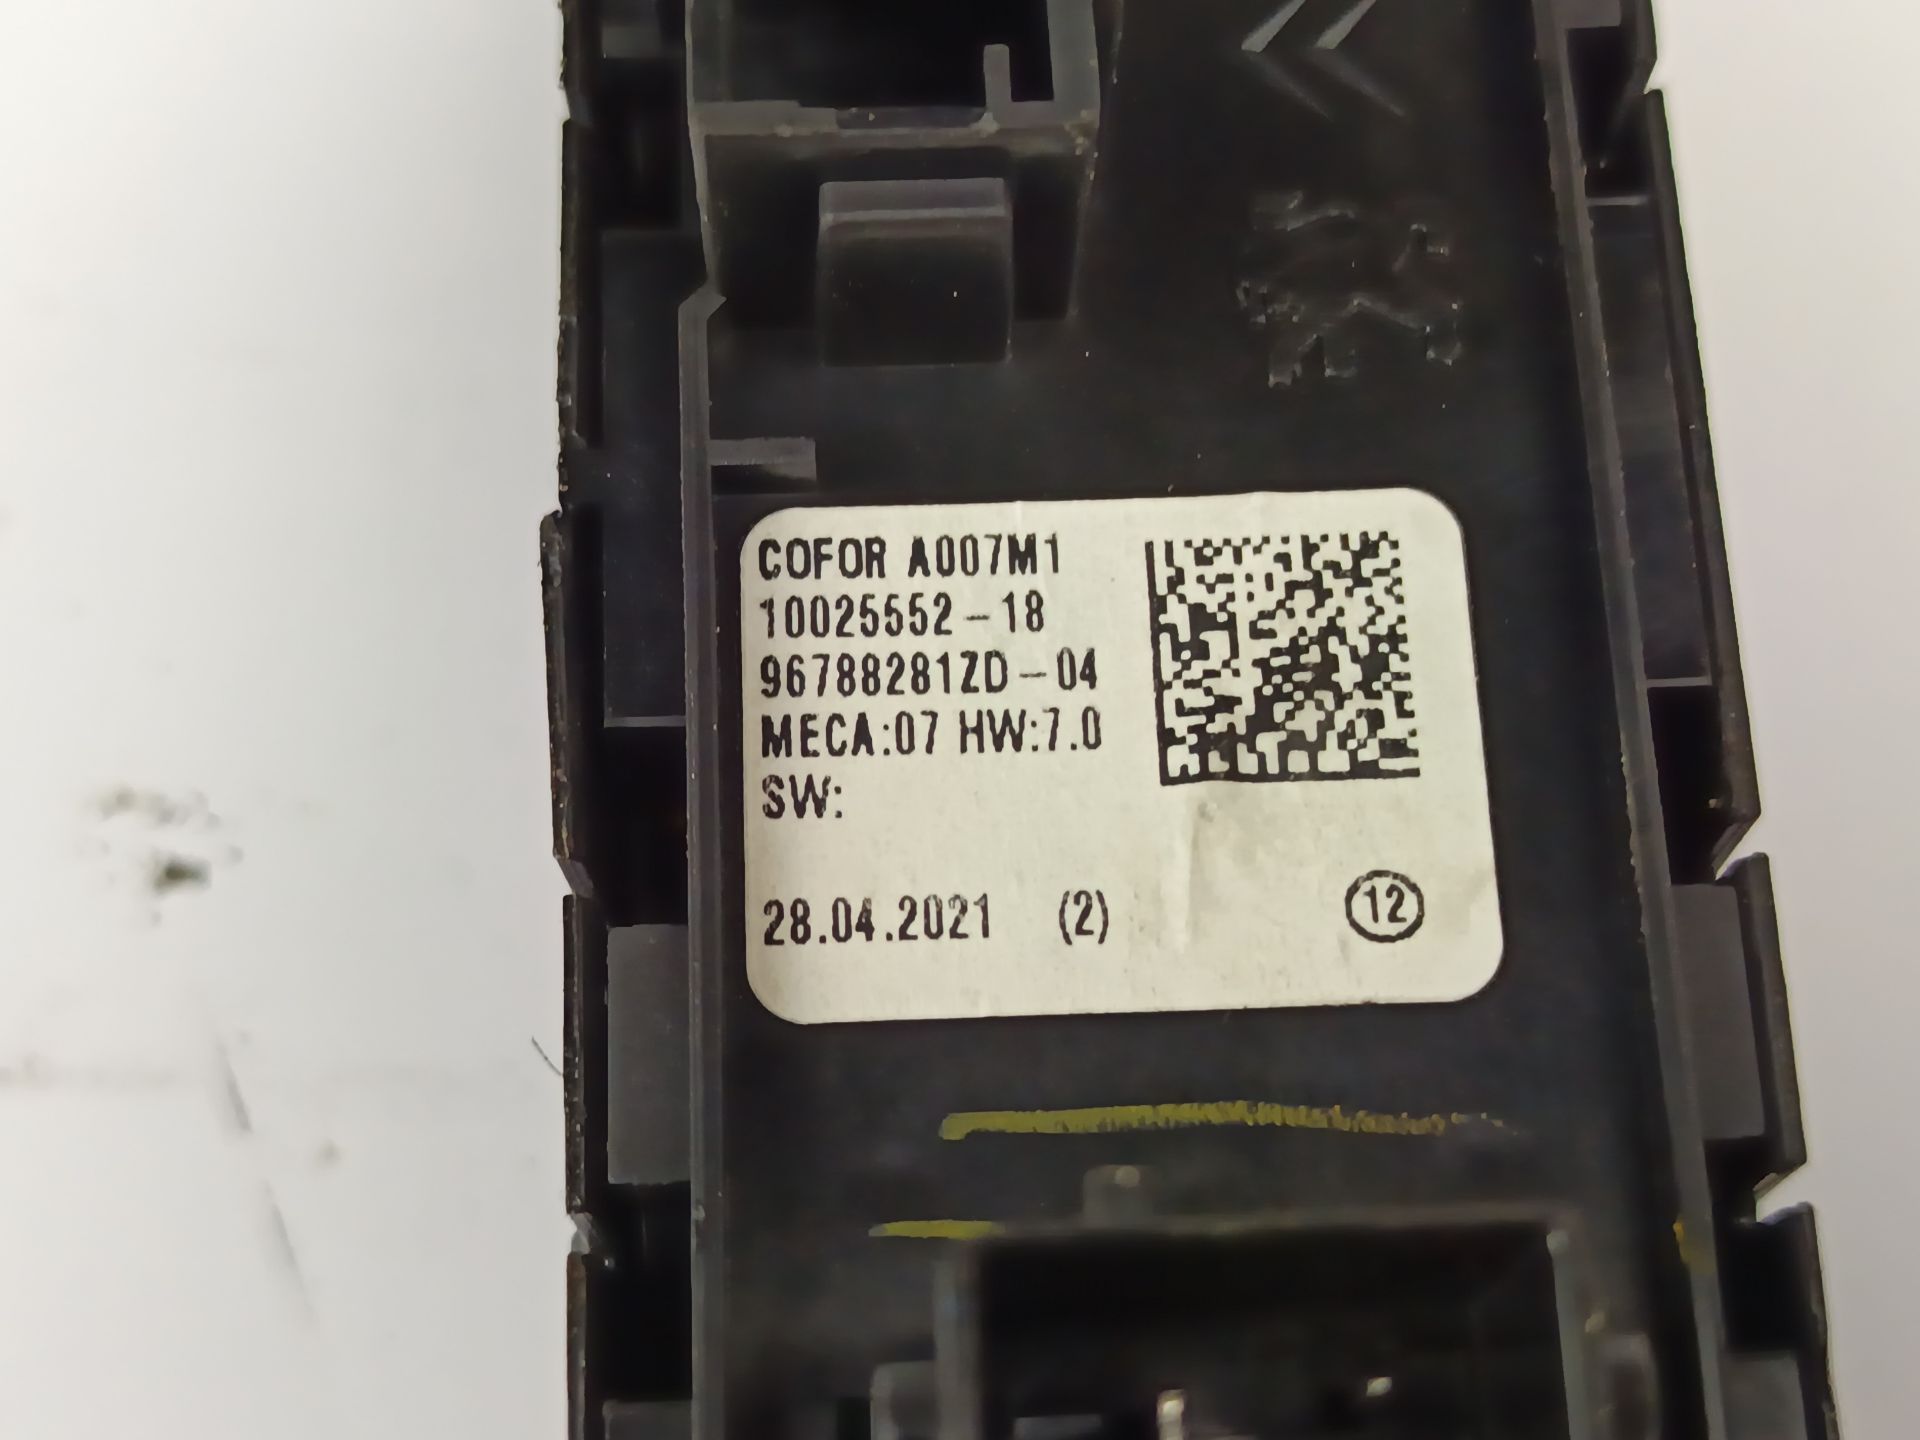 COFOR A007M1
10025552-18
96788281ZD-04
MECA:07 HW:7.0
SW:
28.04.2021 (2) 12